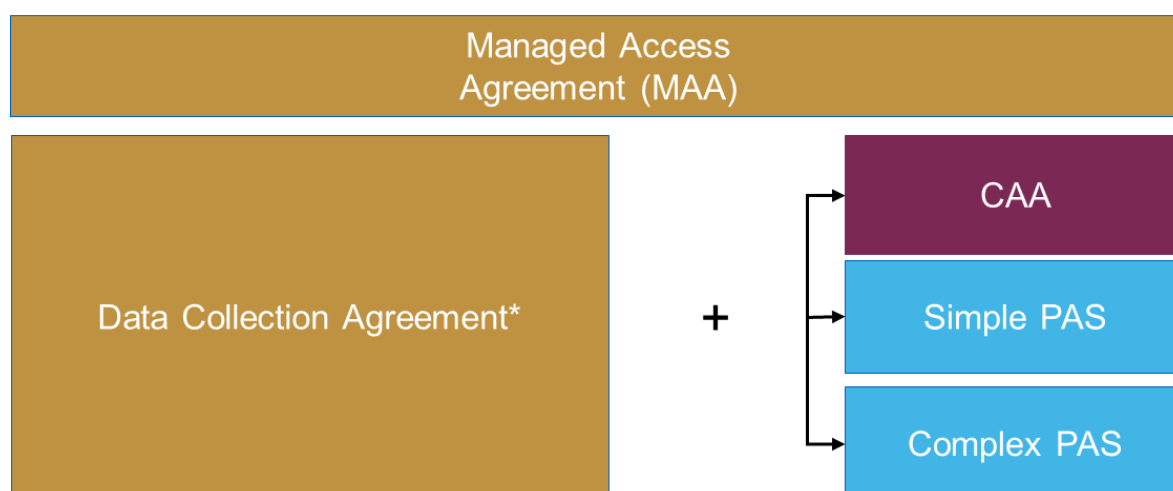 Managed Access
Agreement (MAA)
Data Collection Agreement*
+
CAA
Simple PAS
Complex PAS